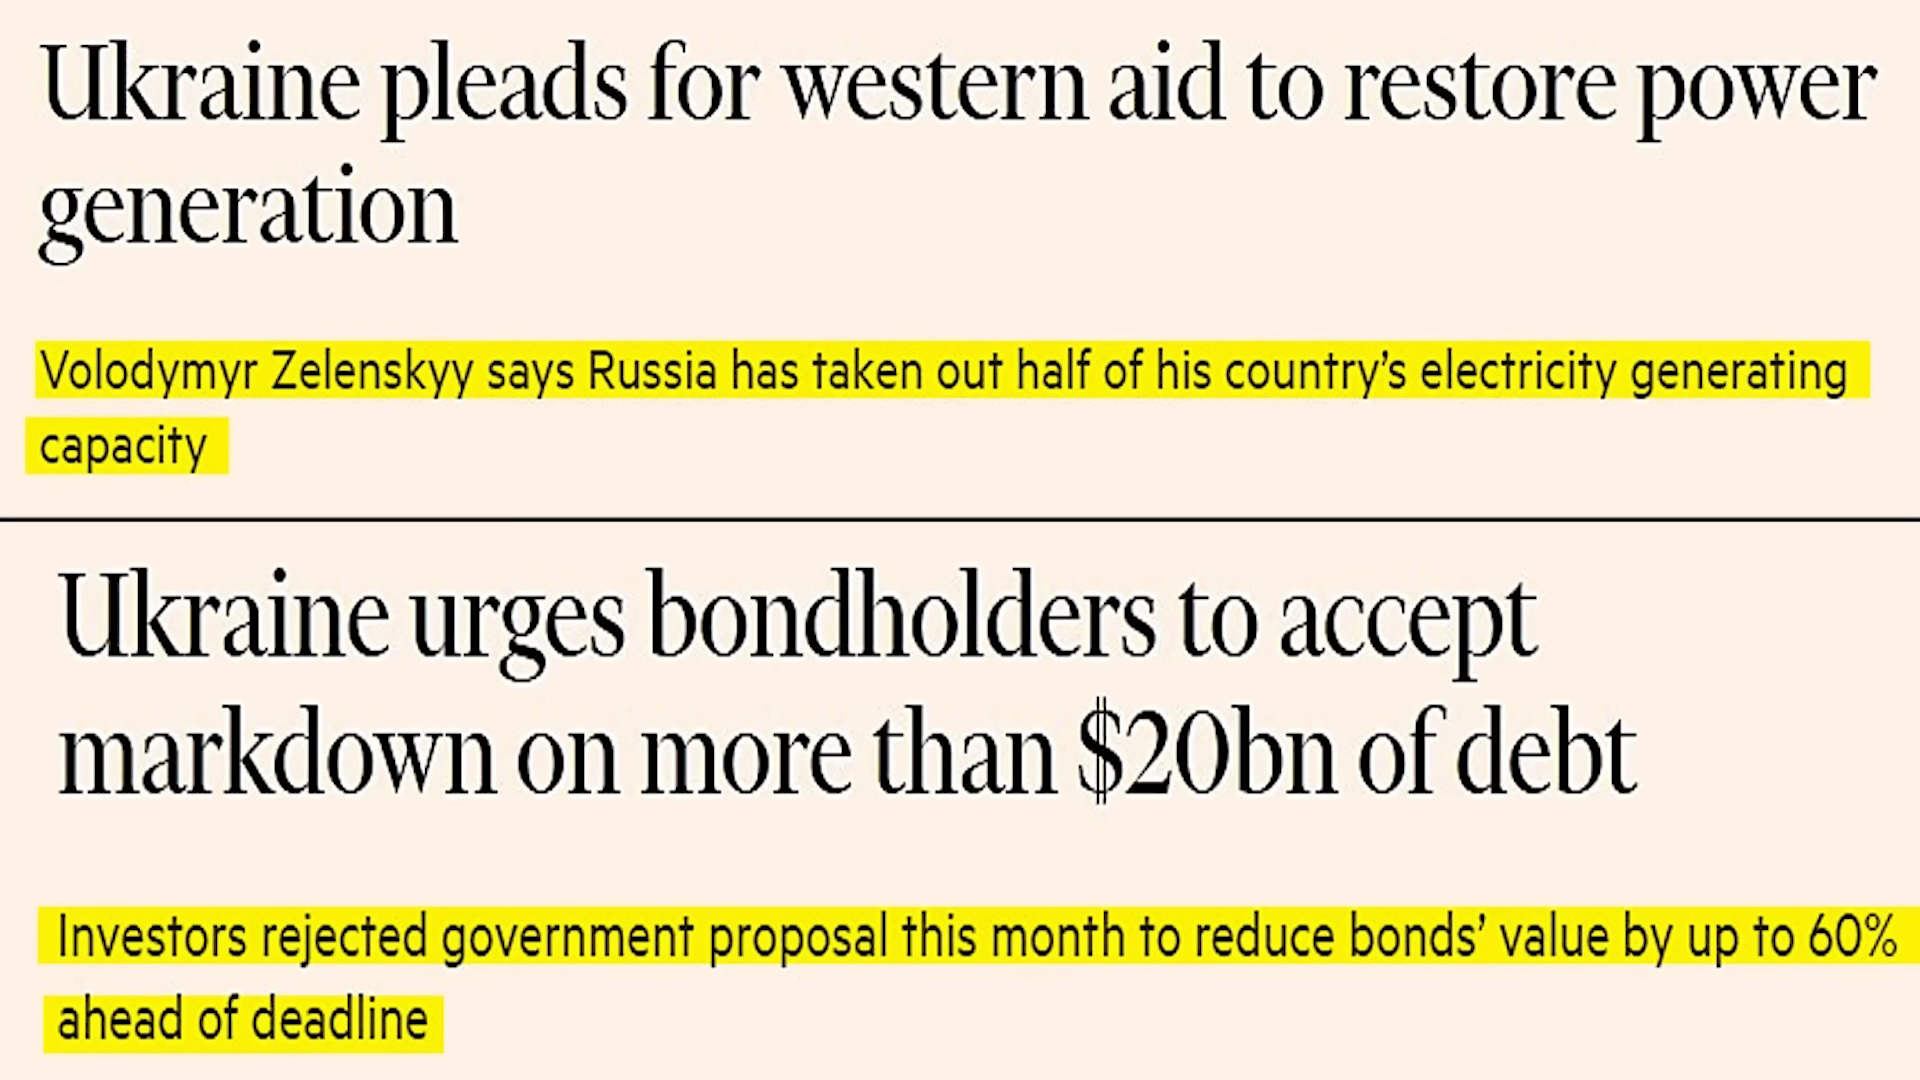 Ukraine pleads for western aid to restore power
generation
Volodymyr Zelenskyy says Russia has taken out half of his country’s electricity generating
capacity
Ukraine urges bondholders to accept
markdown on more than $20bn of debt
Investors rejected government proposal this month to reduce bonds’ value by up to 60%
ahead of deadline